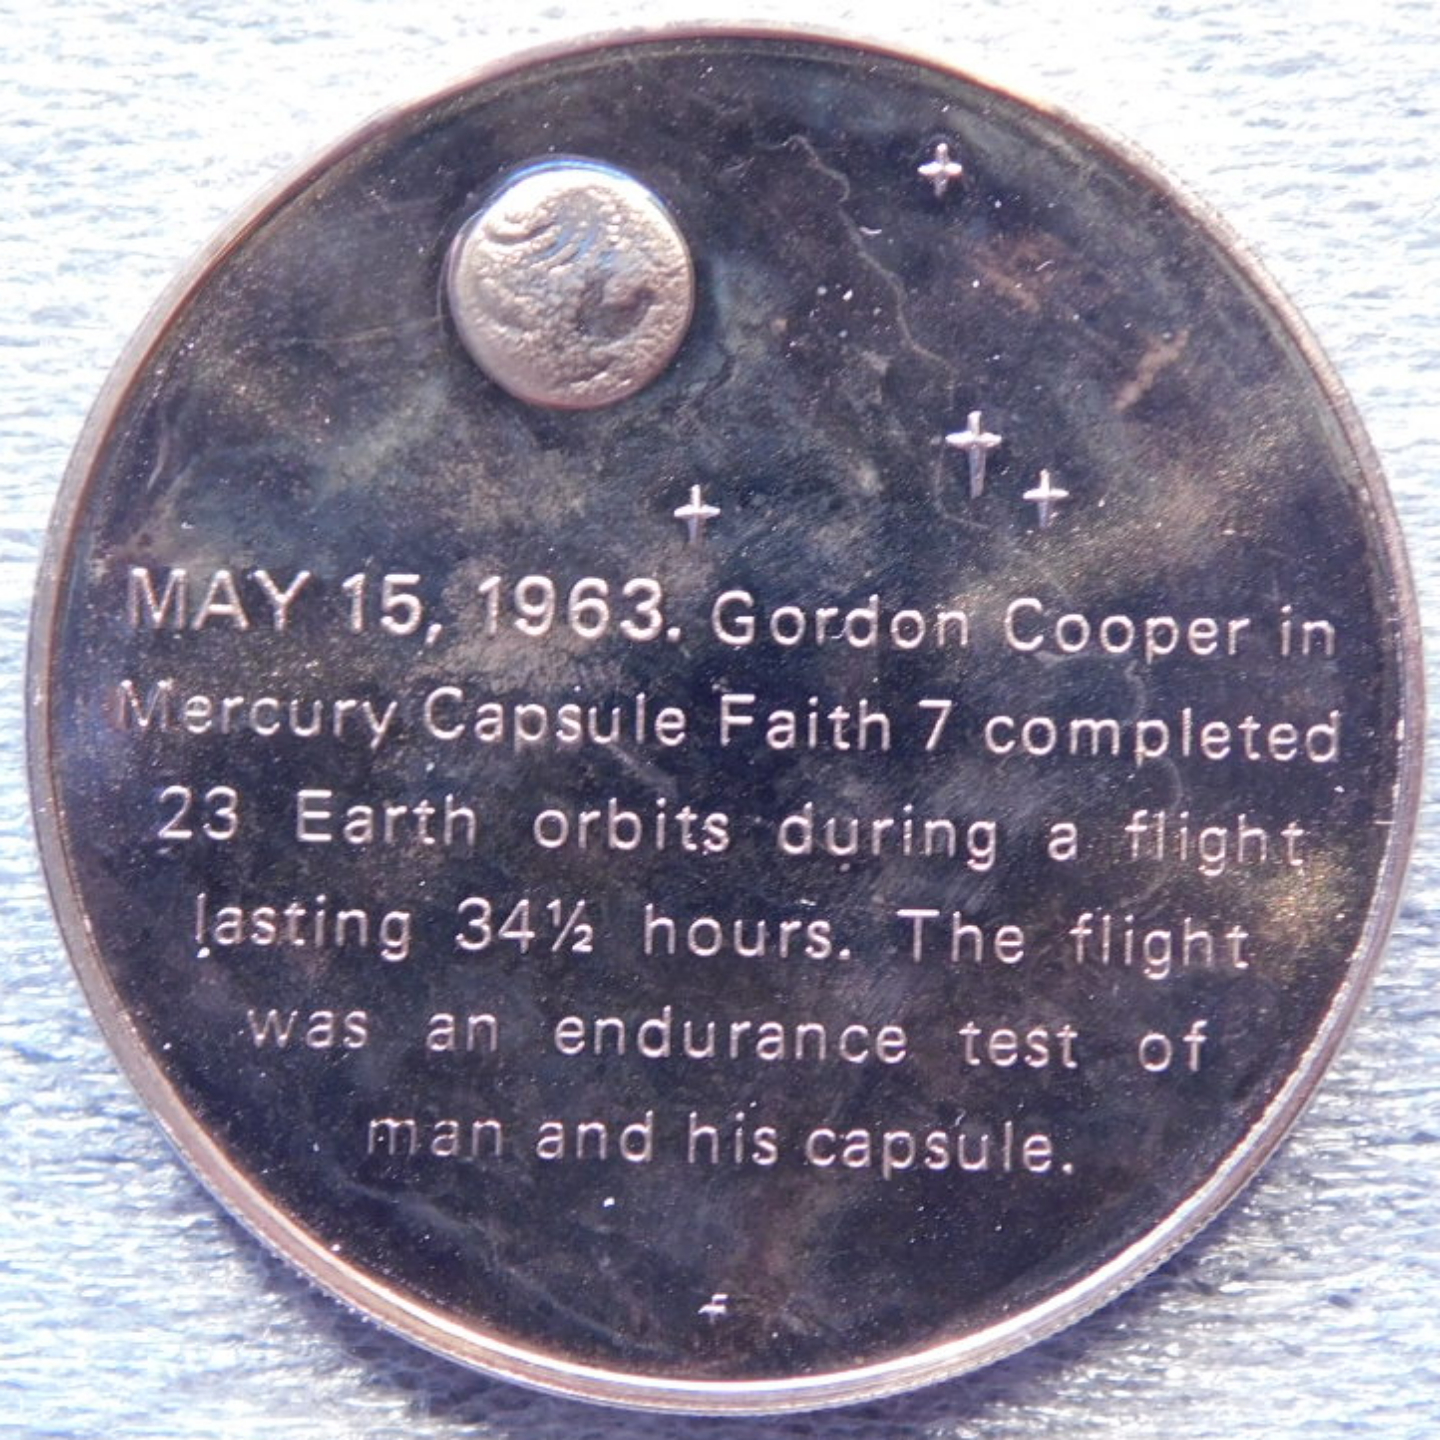 MAY 15, 1963. Gordon Cooper in
Mercury Capsule Faith 7 completed
23 Earth orbits during a flight
lasting 34½ hours. The flight
was an endurance test of
man and his capsule.
F